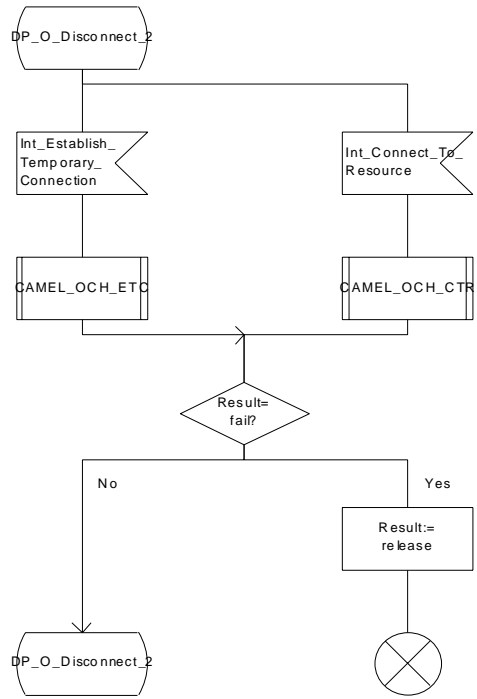 DP_O_Disconnect_2
Int_Establish_
Temporary_
Connection
Int_Connect_To_
Resource
CAMEL_OCH_ETC
CAMEL_OCH_CTR
Result=
fail?
No
Yes
Result:=
release
DP_O_Disconnect_2